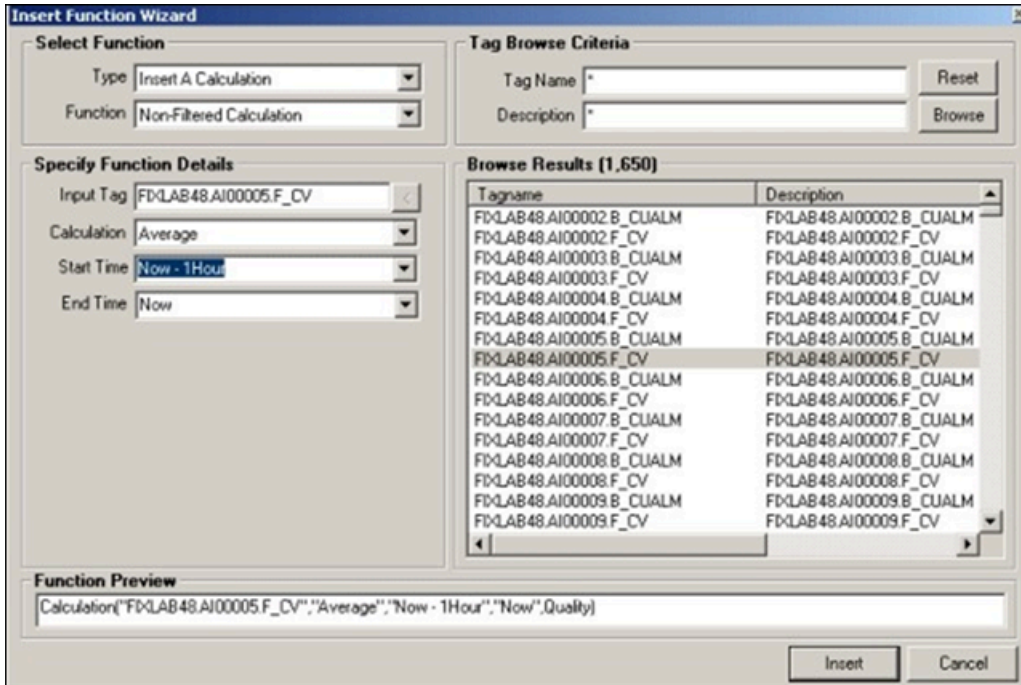 Insert Function Wizard
Select Function
Type Insert A Calculation
Function Non-Filtered Calculation
Tag Browse Criteria
Tag Name * Reset
Description * Browse
Specify Function Details
Input Tag FIXLAB48.AI00005.F_CV <
Calculation Average
Start Time Now - 1Hour
End Time Now
Browse Results (1,650)
Tagname Description
FIXLAB48.AI00002.B_CUALM FIXLAB48.AI00002.B_CUALM
FIXLAB48.AI00002.F_CV FIXLAB48.AI00002.F_CV
FIXLAB48.AI00003.B_CUALM FIXLAB48.AI00003.B_CUALM
FIXLAB48.AI00003.F_CV FIXLAB48.AI00003.F_CV
FIXLAB48.AI00004.B_CUALM FIXLAB48.AI00004.B_CUALM
FIXLAB48.AI00004.F_CV FIXLAB48.AI00004.F_CV
FIXLAB48.AI00005.B_CUALM FIXLAB48.AI00005.B_CUALM
FIXLAB48.AI00005.F_CV FIXLAB48.AI00005.F_CV
FIXLAB48.AI00006.B_CUALM FIXLAB48.AI00006.B_CUALM
FIXLAB48.AI00006.F_CV FIXLAB48.AI00006.F_CV
FIXLAB48.AI00007.B_CUALM FIXLAB48.AI00007.B_CUALM
FIXLAB48.AI00007.F_CV FIXLAB48.AI00007.F_CV
FIXLAB48.AI00008.B_CUALM FIXLAB48.AI00008.B_CUALM
FIXLAB48.AI00008.F_CV FIXLAB48.AI00008.F_CV
FIXLAB48.AI00009.B_CUALM FIXLAB48.AI00009.B_CUALM
FIXLAB48.AI00009.F_CV FIXLAB48.AI00009.F_CV
Function Preview
Calculation("FIXLAB48.AI00005.F_CV","Average","Now - 1Hour","Now",Quality)
Insert Cancel